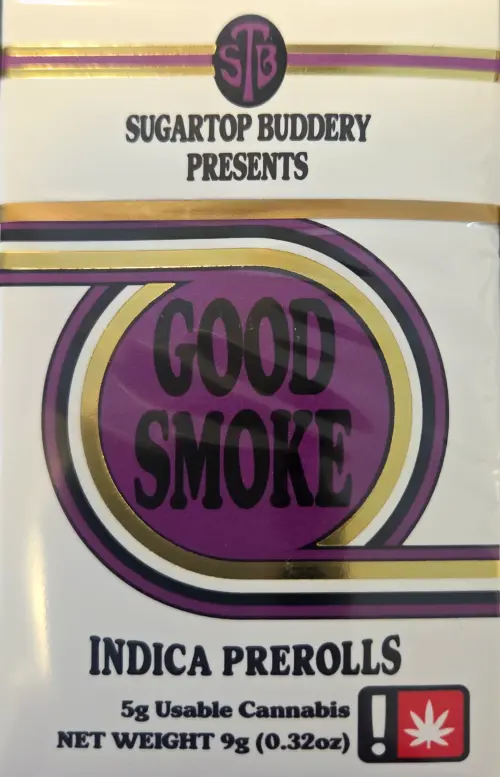 STB
SUGARTOP BUDDERY
PRESENTS
GOOD
SMOKE
INDICA PREROLLS
5g Usable Cannabis
NET WEIGHT 9g (0.32oz)
!